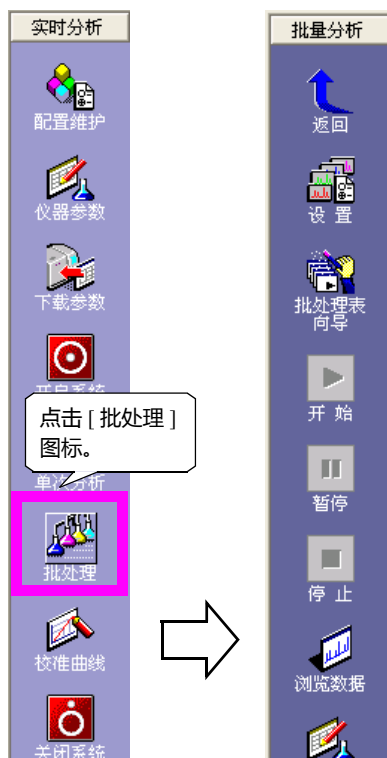 实时分析
配置维护
仪器参数
下载参数
开启系统
点击 [ 批处理 ]
图标。
单次分析
批处理
校准曲线
关闭系统
批量分析
返回
设 置
批处理表
向导
开 始
暂停
停 止
浏览数据